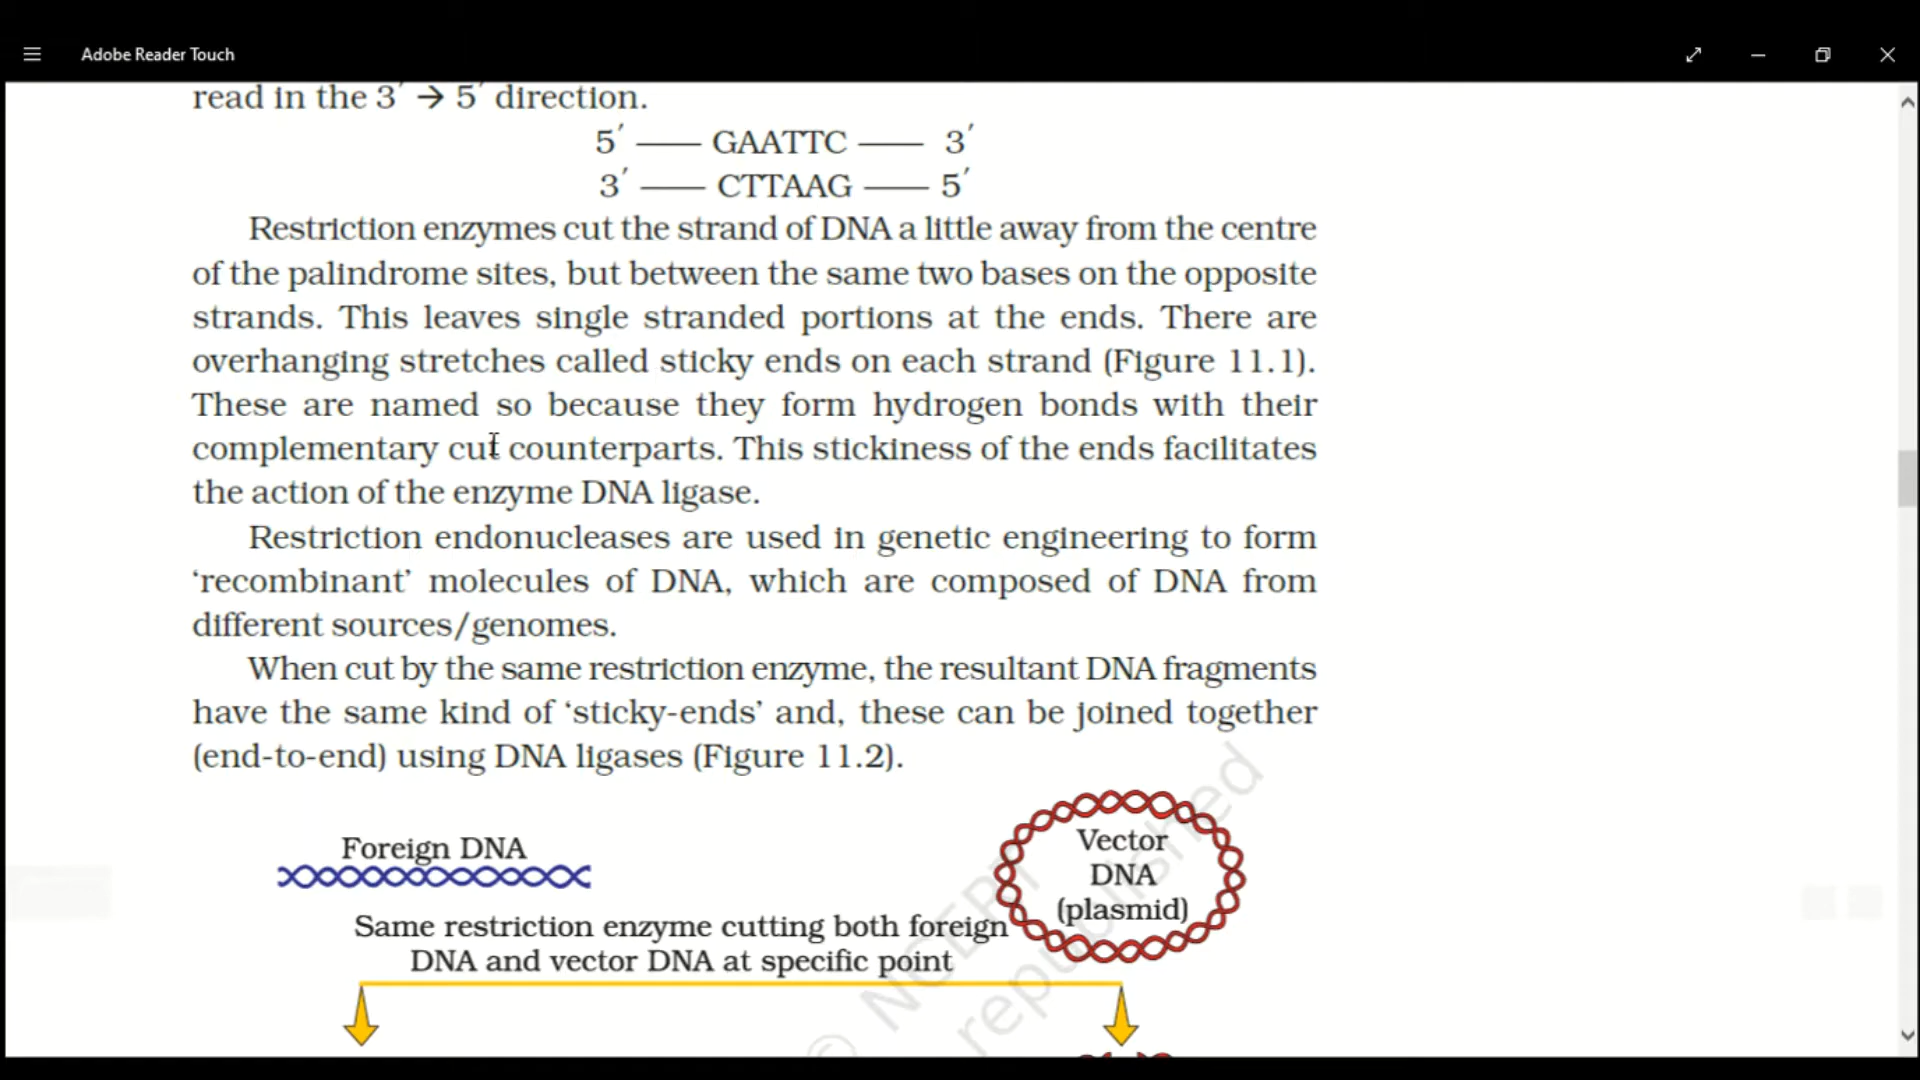 Adobe Reader Touch
read in the 3′ → 5′ direction.
5′ —— GAATTC —— 3′
3′ —— CTTAAG —— 5′
Restriction enzymes cut the strand of DNA a little away from the centre
of the palindrome sites, but between the same two bases on the opposite
strands. This leaves single stranded portions at the ends. There are
overhanging stretches called sticky ends on each strand (Figure 11.1).
These are named so because they form hydrogen bonds with their
complementary cut counterparts. This stickiness of the ends facilitates
the action of the enzyme DNA ligase.
Restriction endonucleases are used in genetic engineering to form
‘recombinant’ molecules of DNA, which are composed of DNA from
different sources/genomes.
When cut by the same restriction enzyme, the resultant DNA fragments
have the same kind of ‘sticky-ends’ and, these can be joined together
(end-to-end) using DNA ligases (Figure 11.2).
Foreign DNA
Vector
DNA
(plasmid)
Same restriction enzyme cutting both foreign
DNA and vector DNA at specific point
© NCERT
republished